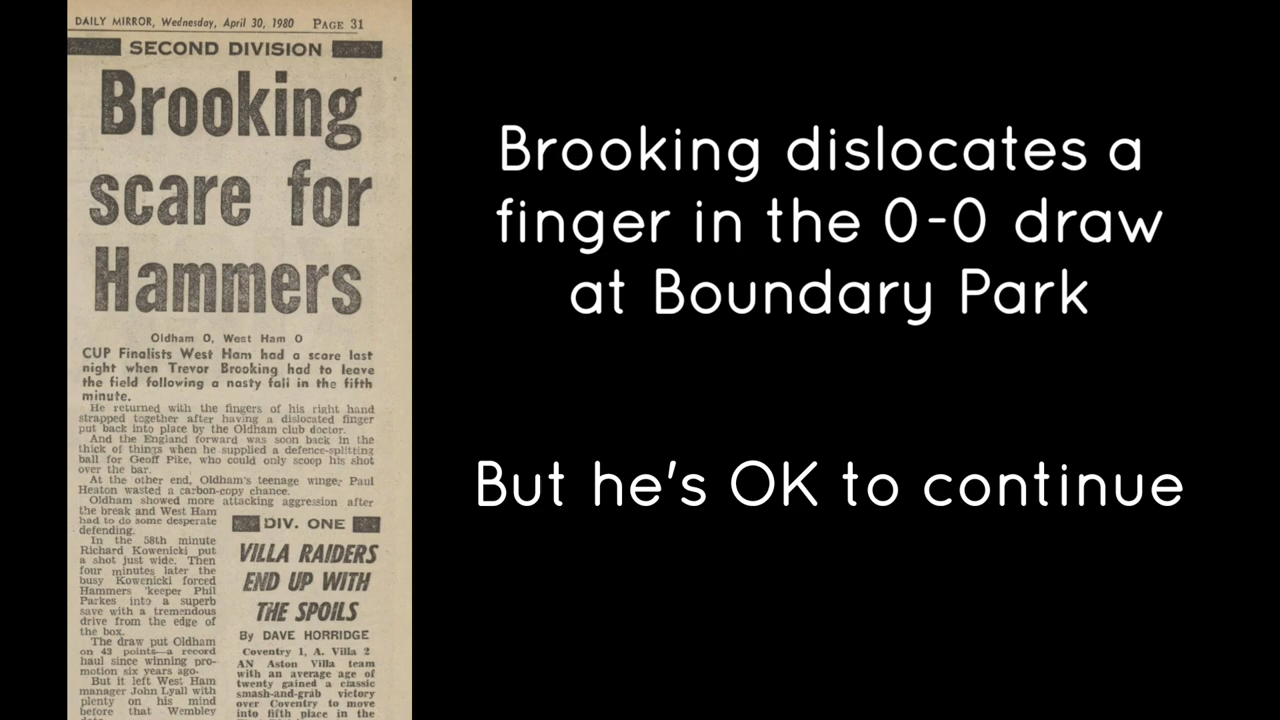 DAILY MIRROR, Wednesday, April 30, 1980 PAGE 31
SECOND DIVISION
Brooking
scare for
Hammers
Oldham 0, West Ham 0
CUP Finalists West Ham had a scare last
night when Trevor Brooking had to leave
the field following a nasty fall in the fifth
minute.
He returned with the fingers of his right hand
strapped together after having a dislocated finger
put back into place by the Oldham club doctor.
And the England forward was soon back in the
thick of things when he supplied a defence-splitting
ball for Geoff Pike, who could only scoop his shot
over the bar.
At the other end, Oldham's teenage winger Paul
Heaton wasted a carbon-copy chance.
Oldham showed more attacking aggression after
the break and West Ham
had to do some desperate
defending.
In the 58th minute
Richard Kowenicki put
a shot just wide. Then
four minutes later the
busy Kowenicki forced
Hammers 'keeper Phil
Parkes into a superb
save with a tremendous
drive from the edge of
the box.
The draw put Oldham
on 43 points—a record
haul since winning pro-
motion six years ago.
But it left West Ham
manager John Lyall with
plenty on his mind
before that Wembley
DIV. ONE
VILLA RAIDERS
END UP WITH
THE SPOILS
By DAVE HORRIDGE
Coventry 1, A. Villa 2
AN Aston Villa team
with an average age of
twenty gained a classic
smash-and-grab victory
over Coventry to move
into fifth place in the
Brooking dislocates a
finger in the 0-0 draw
at Boundary Park
But he's OK to continue